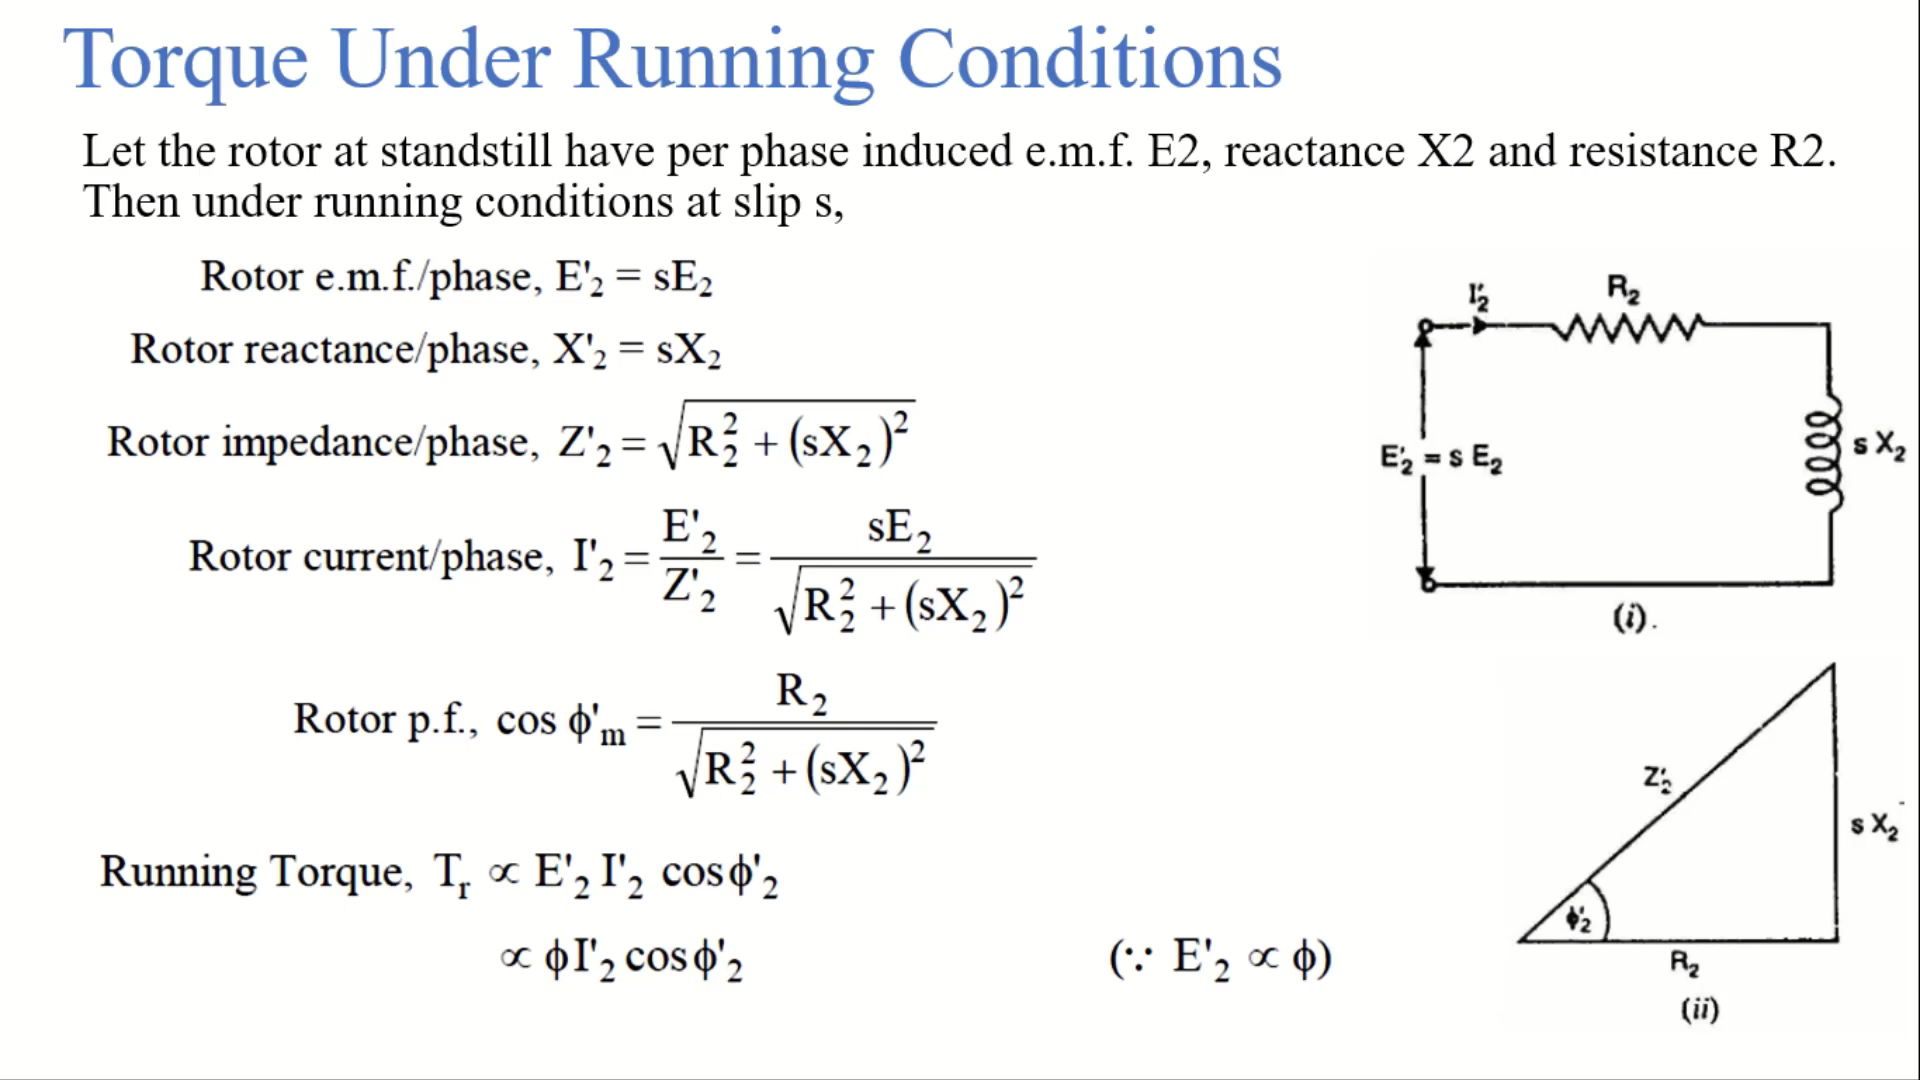 Torque Under Running Conditions
Let the rotor at standstill have per phase induced e.m.f. E2, reactance X2 and resistance R2.
Then under running conditions at slip s,
Rotor e.m.f./phase, E'₂ = sE₂
Rotor reactance/phase, X'₂ = sX₂
Rotor impedance/phase, Z'₂ = √(R₂² + (sX₂)²)
Rotor current/phase, I'₂ = E'₂/Z'₂ = sE₂/√(R₂² + (sX₂)²)
Rotor p.f., cos ϕ'ₘ = R₂/√(R₂² + (sX₂)²)
Running Torque, Tᵣ ∝ E'₂ I'₂ cosϕ'₂
∝ ϕI'₂ cosϕ'₂ (∵ E'₂ ∝ ϕ)
I'₂
R₂
E'₂ = s E₂
s X₂
(i).
Z'₂
s X₂
ϕ'₂
R₂
(ii)